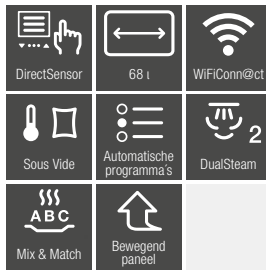 DirectSensor
68 ι
WiFiConn@ct
Sous Vide
Automatische
programma´s
2
DualSteam
ABC
Mix & Match
Bewegend
paneel